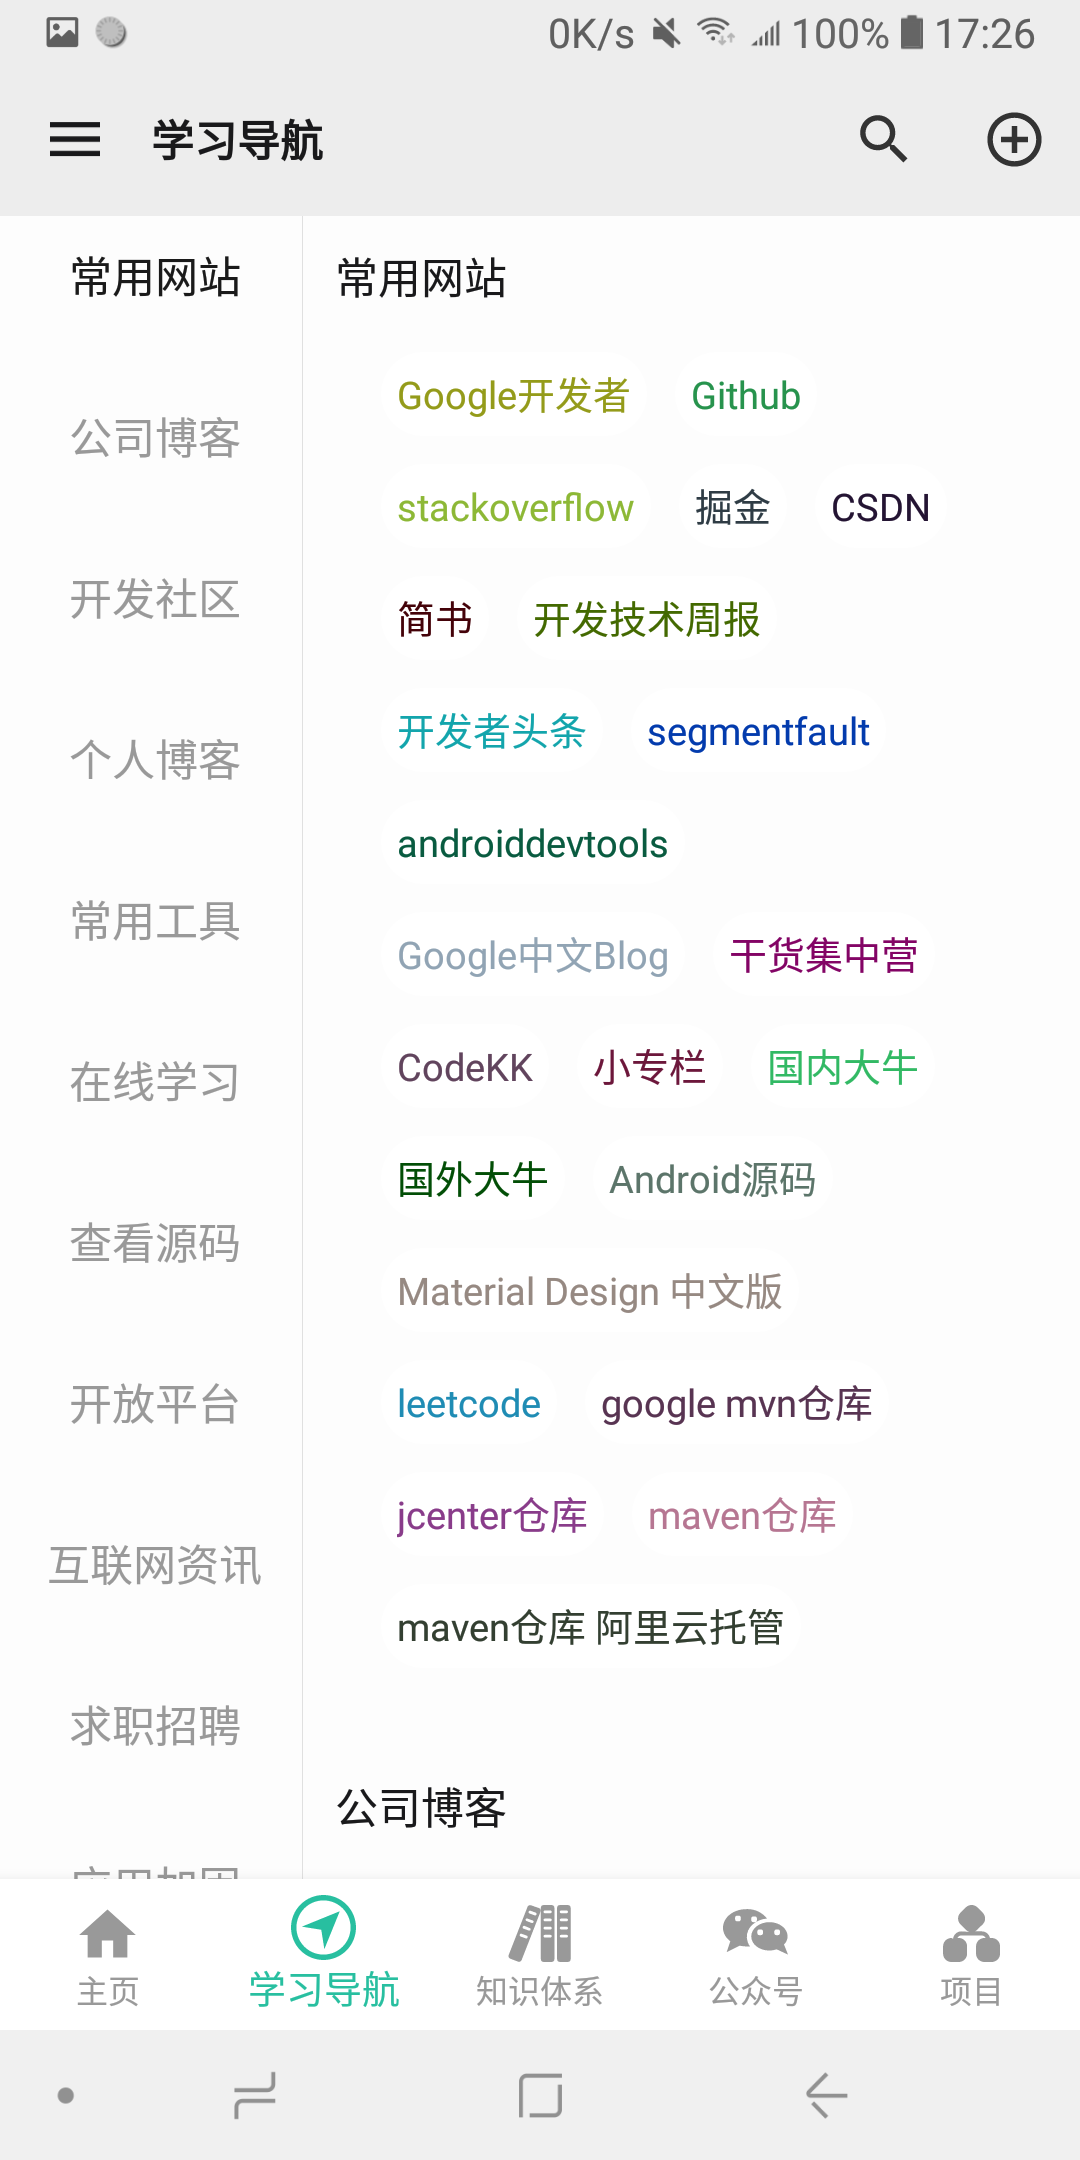 0K/s 100% 17:26
学习导航
常用网站
公司博客
开发社区
个人博客
常用工具
在线学习
查看源码
开放平台
互联网资讯
求职招聘
常用网站
Google开发者 Github
stackoverflow 掘金 CSDN
简书 开发技术周报
开发者头条 segmentfault
androiddevtools
Google中文Blog 干货集中营
CodeKK 小专栏 国内大牛
国外大牛 Android源码
Material Design 中文版
leetcode google mvn仓库
jcenter仓库 maven仓库
maven仓库 阿里云托管
公司博客
主页 学习导航 知识体系 公众号 项目